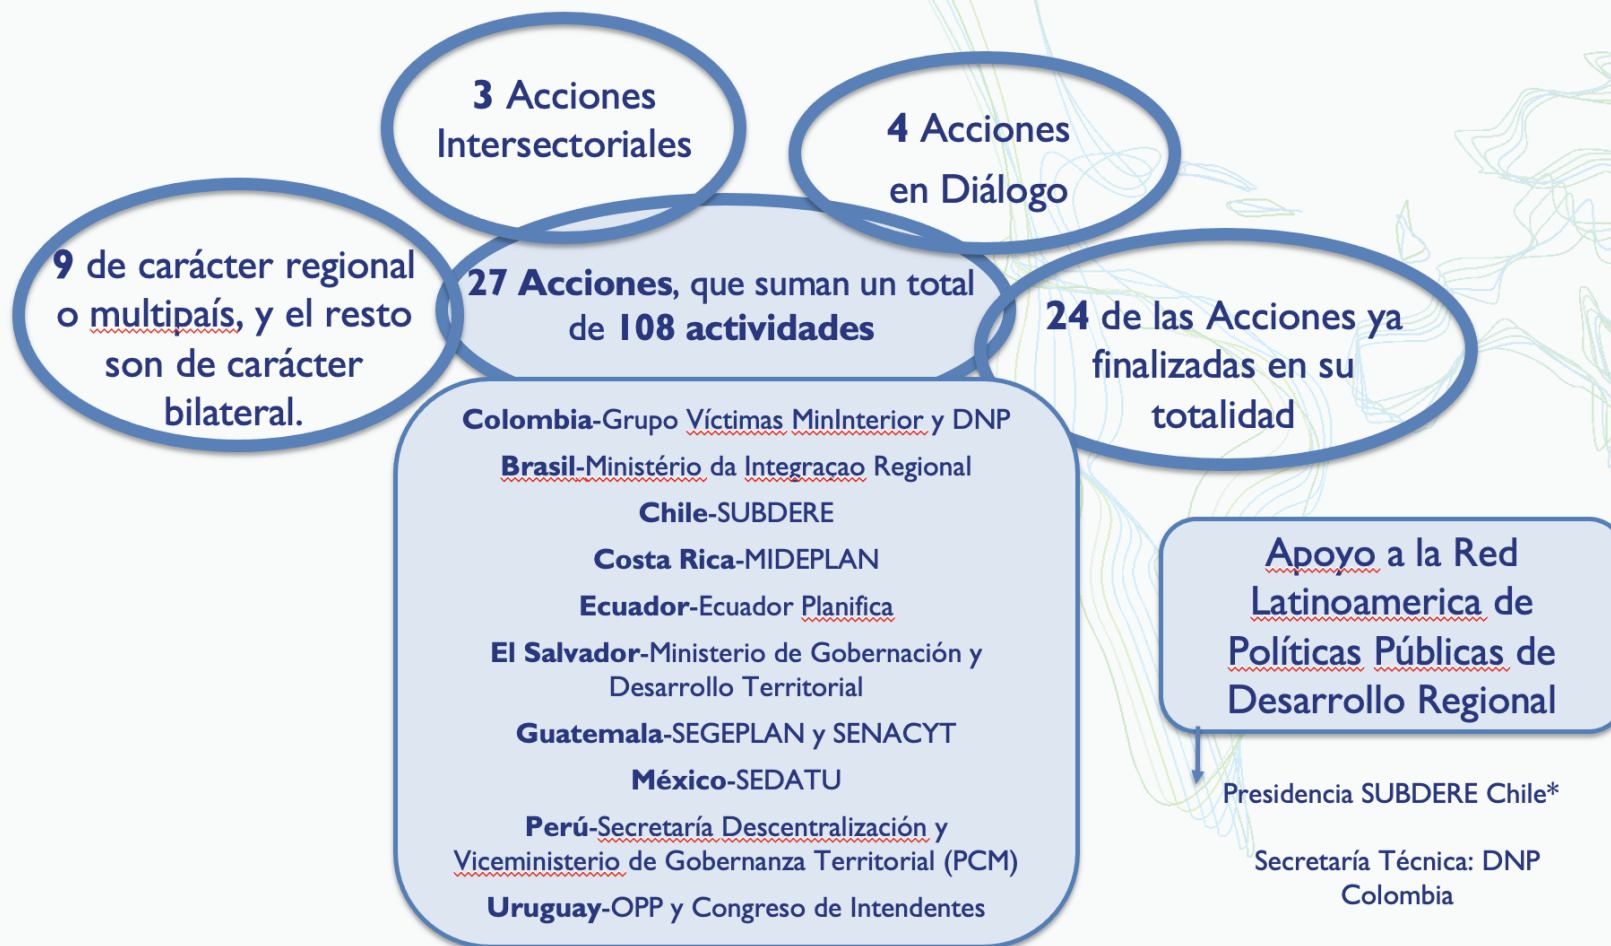 3 Acciones
Intersectoriales
4 Acciones
en Diálogo
9 de carácter regional
o multipaís, y el resto
son de carácter
bilateral.
27 Acciones, que suman un total
de 108 actividades
24 de las Acciones ya
finalizadas en su
totalidad
Colombia-Grupo Víctimas MinInterior y DNP
Brasil-Ministério da Integraçao Regional
Chile-SUBDERE
Costa Rica-MIDEPLAN
Ecuador-Ecuador Planifica
El Salvador-Ministerio de Gobernación y
Desarrollo Territorial
Guatemala-SEGEPLAN y SENACYT
México-SEDATU
Perú-Secretaría Descentralización y
Viceministerio de Gobernanza Territorial (PCM)
Uruguay-OPP y Congreso de Intendentes
Apoyo a la Red
Latinoamerica de
Políticas Públicas de
Desarrollo Regional
Presidencia SUBDERE Chile*
Secretaría Técnica: DNP
Colombia